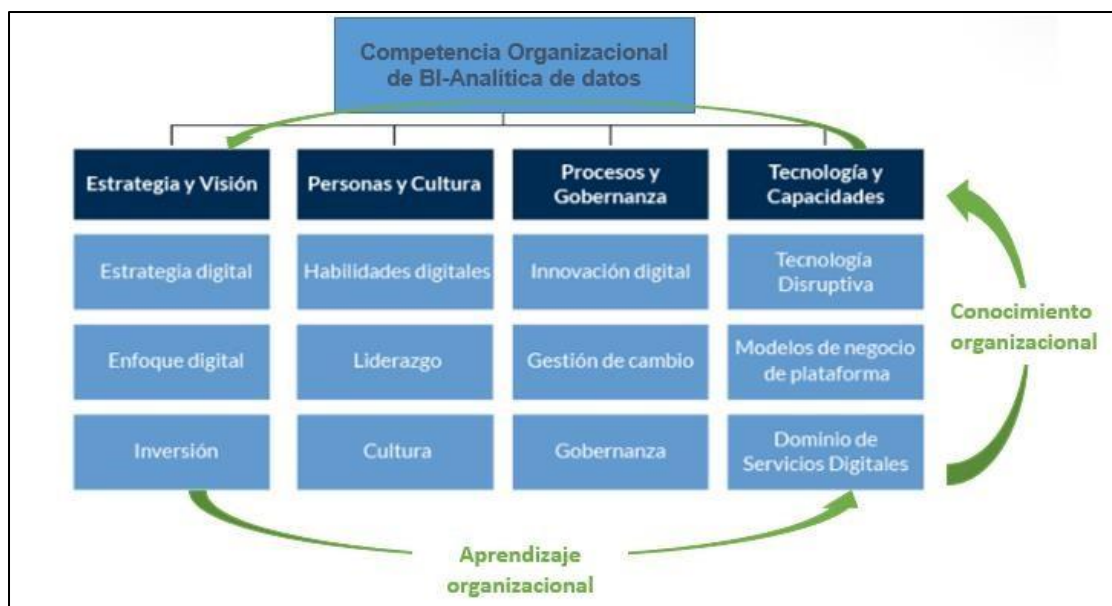 Competencia Organizacional
de BI-Analítica de datos
Estrategia y Visión
Personas y Cultura
Procesos y
Gobernanza
Tecnología y
Capacidades
Estrategia digital
Habilidades digitales
Innovación digital
Tecnología
Disruptiva
Enfoque digital
Liderazgo
Gestión de cambio
Modelos de negocio
de plataforma
Inversión
Cultura
Gobernanza
Dominio de
Servicios Digitales
Conocimiento
organizacional
Aprendizaje
organizacional